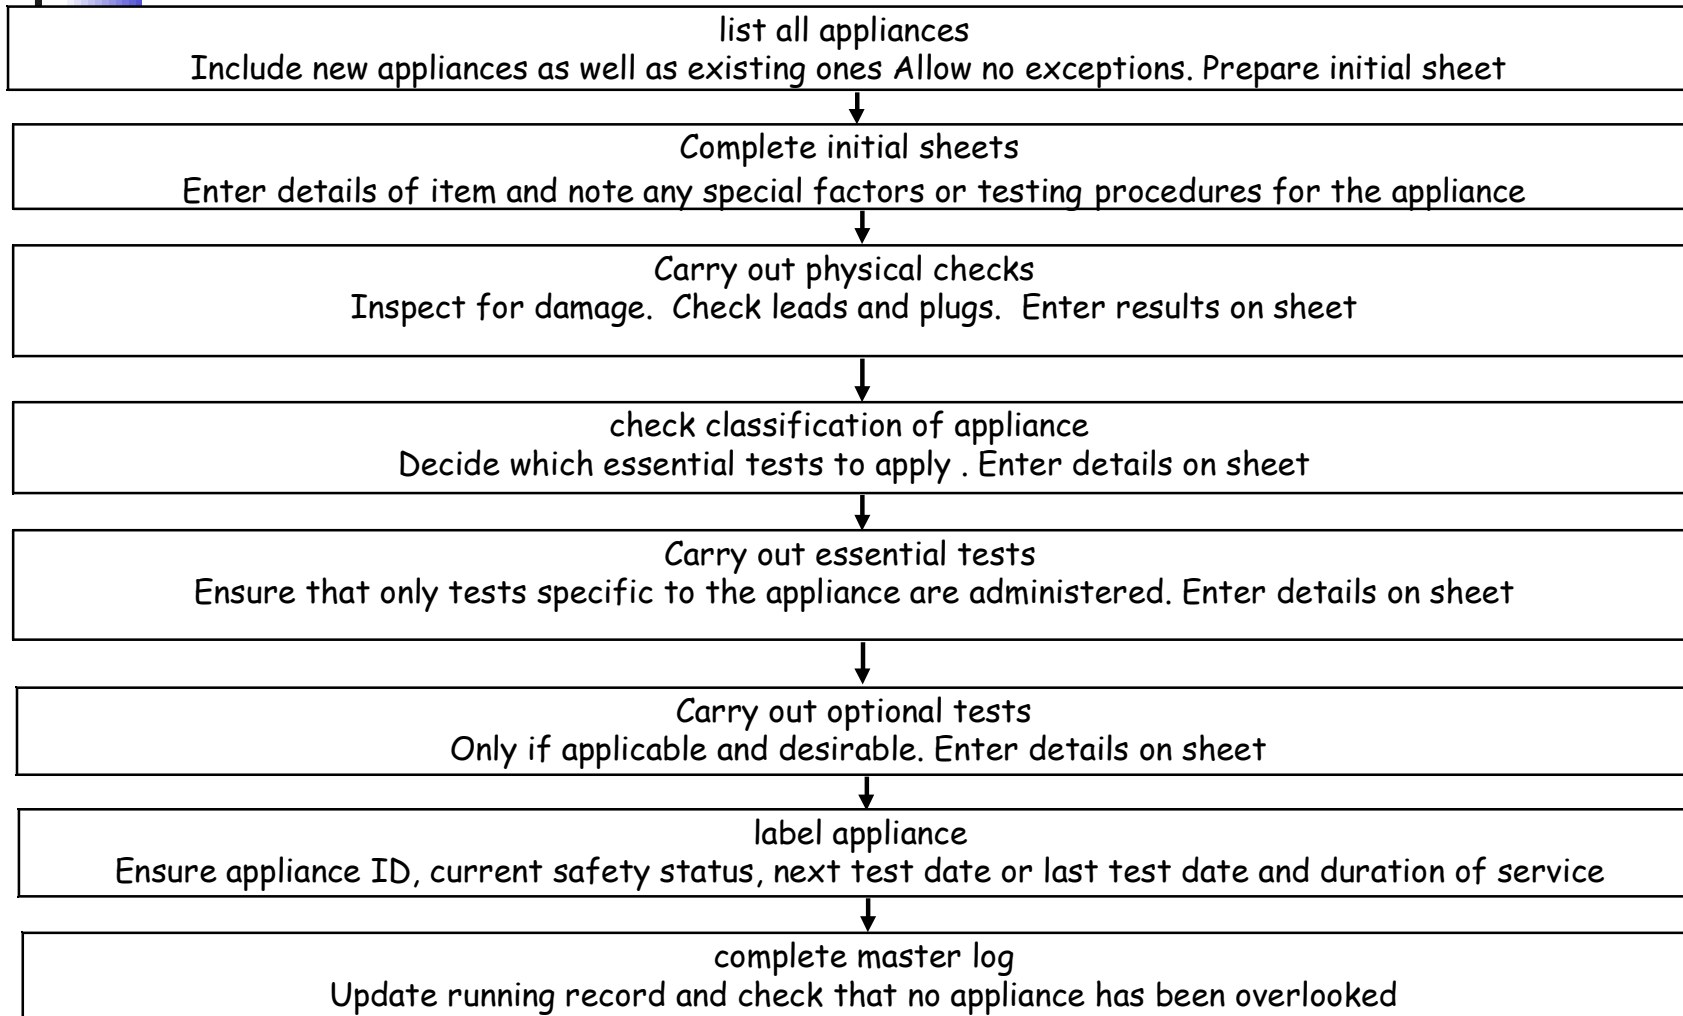 list all appliances
Include new appliances as well as existing ones Allow no exceptions. Prepare initial sheet
Complete initial sheets
Enter details of item and note any special factors or testing procedures for the appliance
Carry out physical checks
Inspect for damage. Check leads and plugs. Enter results on sheet
check classification of appliance
Decide which essential tests to apply . Enter details on sheet
Carry out essential tests
Ensure that only tests specific to the appliance are administered. Enter details on sheet
Carry out optional tests
Only if applicable and desirable. Enter details on sheet
label appliance
Ensure appliance ID, current safety status, next test date or last test date and duration of service
complete master log
Update running record and check that no appliance has been overlooked